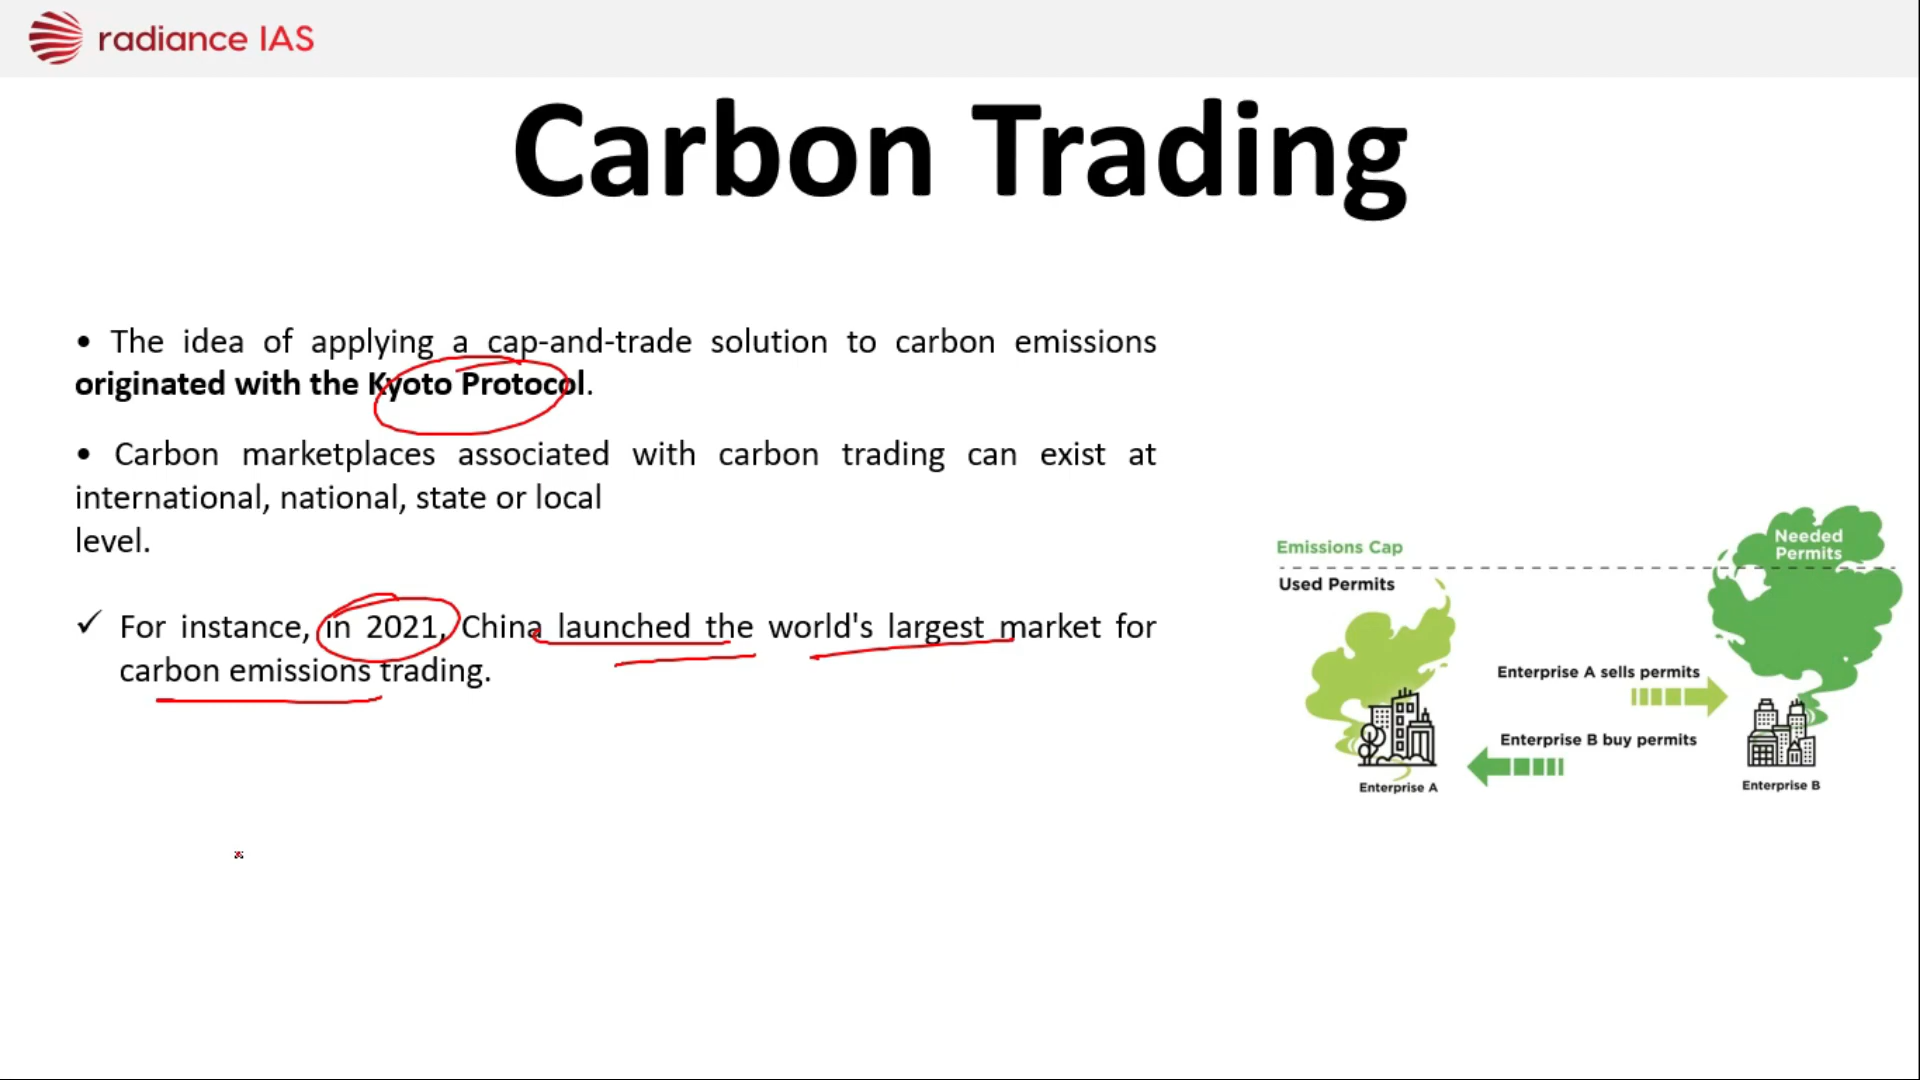 radiance IAS
Carbon Trading
• The idea of applying a cap-and-trade solution to carbon emissions
originated with the Kyoto Protocol.
• Carbon marketplaces associated with carbon trading can exist at
international, national, state or local
level.
✓ For instance, in 2021, China launched the world's largest market for
carbon emissions trading.
Emissions Cap
Used Permits
Needed
Permits
Enterprise A sells permits
Enterprise B buy permits
Enterprise A
Enterprise B